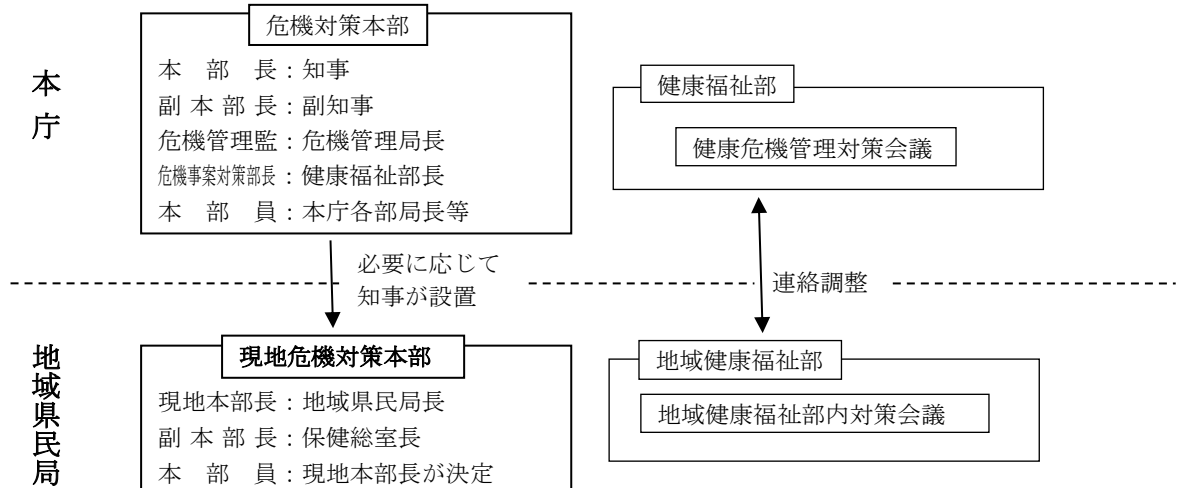 本庁
危機対策本部
本 部 長：知事
副 本 部 長：副知事
危機管理監：危機管理局長
危機事案対策部長：健康福祉部長
本 部 員：本庁各部局長等
健康福祉部
健康危機管理対策会議
必要に応じて
知事が設置
連絡調整
地域県民局
現地危機対策本部
現地本部長：地域県民局長
副 本 部 長：保健総室長
本 部 員：現地本部長が決定
地域健康福祉部
地域健康福祉部内対策会議